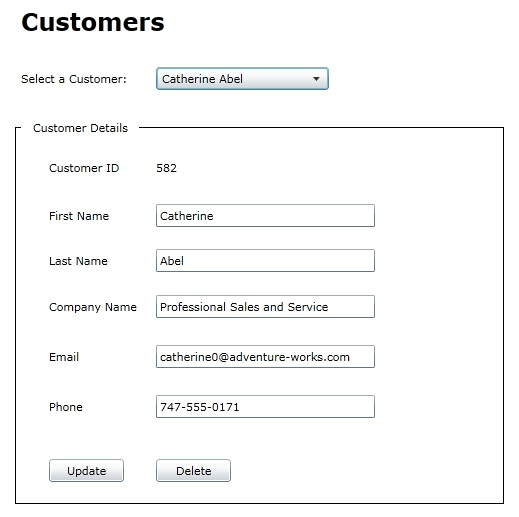 Customers
Select a Customer: Catherine Abel
Customer Details
Customer ID 582
First Name Catherine
Last Name Abel
Company Name Professional Sales and Service
Email catherine0@adventure-works.com
Phone 747-555-0171
Update Delete